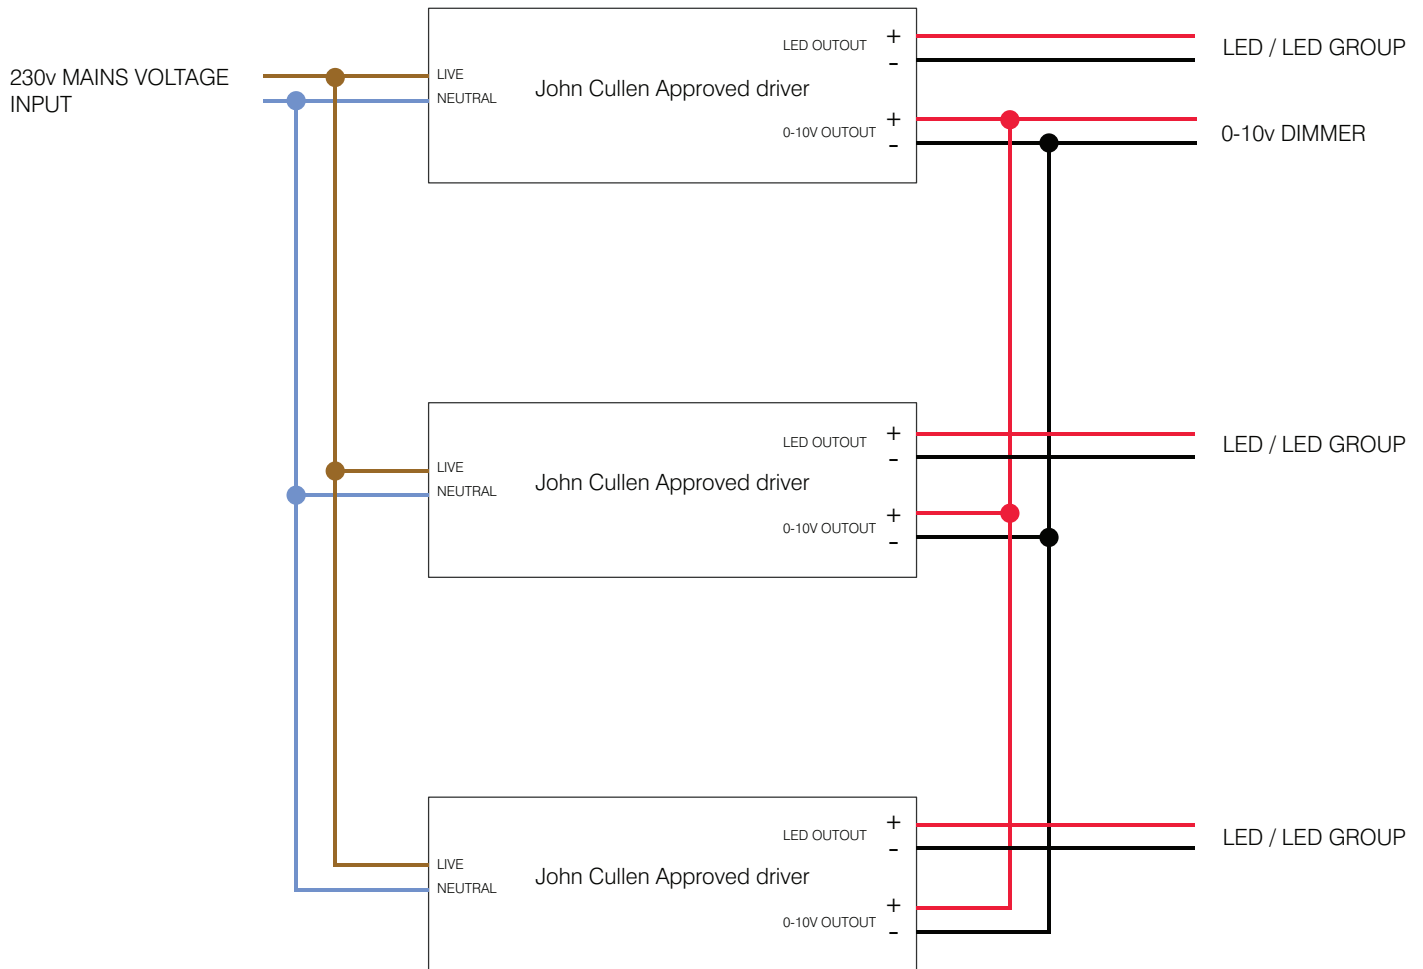 230v MAINS VOLTAGE
INPUT
LIVE
NEUTRAL
John Cullen Approved driver
LED OUTOUT
+
-
0-10V OUTOUT
+
-
LED / LED GROUP
0-10v DIMMER
LIVE
NEUTRAL
John Cullen Approved driver
LED OUTOUT
+
-
0-10V OUTOUT
+
-
LED / LED GROUP
LIVE
NEUTRAL
John Cullen Approved driver
LED OUTOUT
+
-
0-10V OUTOUT
+
-
LED / LED GROUP